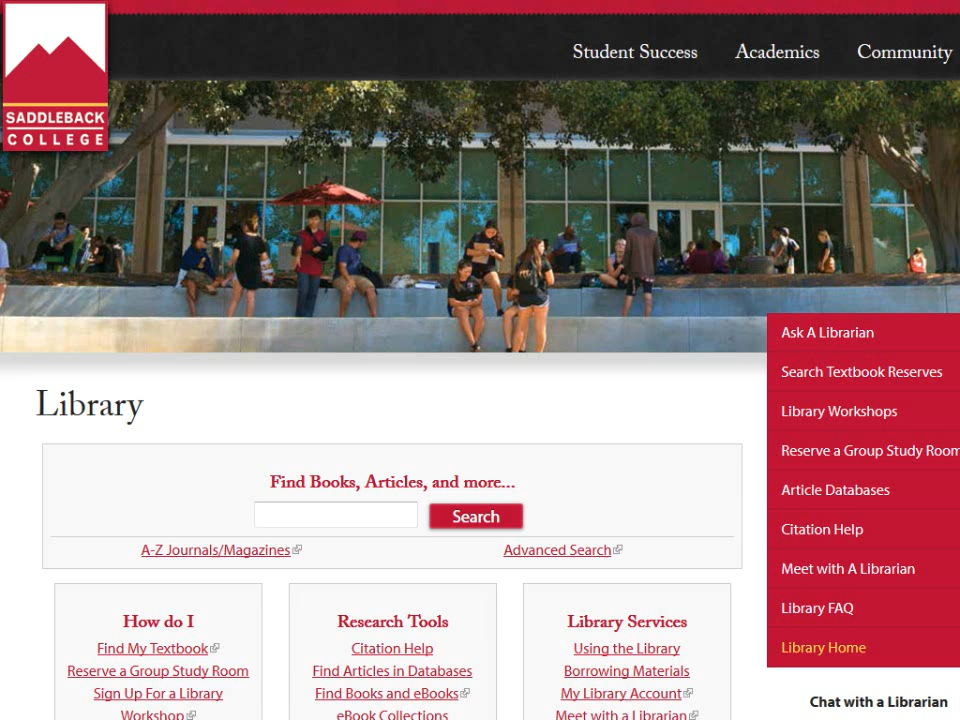 SADDLEBACK
COLLEGE
Student Success
Academics
Community
Library
Find Books, Articles, and more...
Search
A-Z Journals/Magazines
Advanced Search
How do I
Find My Textbook
Reserve a Group Study Room
Sign Up For a Library
Workshop
Research Tools
Citation Help
Find Articles in Databases
Find Books and eBooks
eBook Collections
Library Services
Using the Library
Borrowing Materials
My Library Account
Meet with a Librarian
Ask A Librarian
Search Textbook Reserves
Library Workshops
Reserve a Group Study Room
Article Databases
Citation Help
Meet with A Librarian
Library FAQ
Library Home
Chat with a Librarian